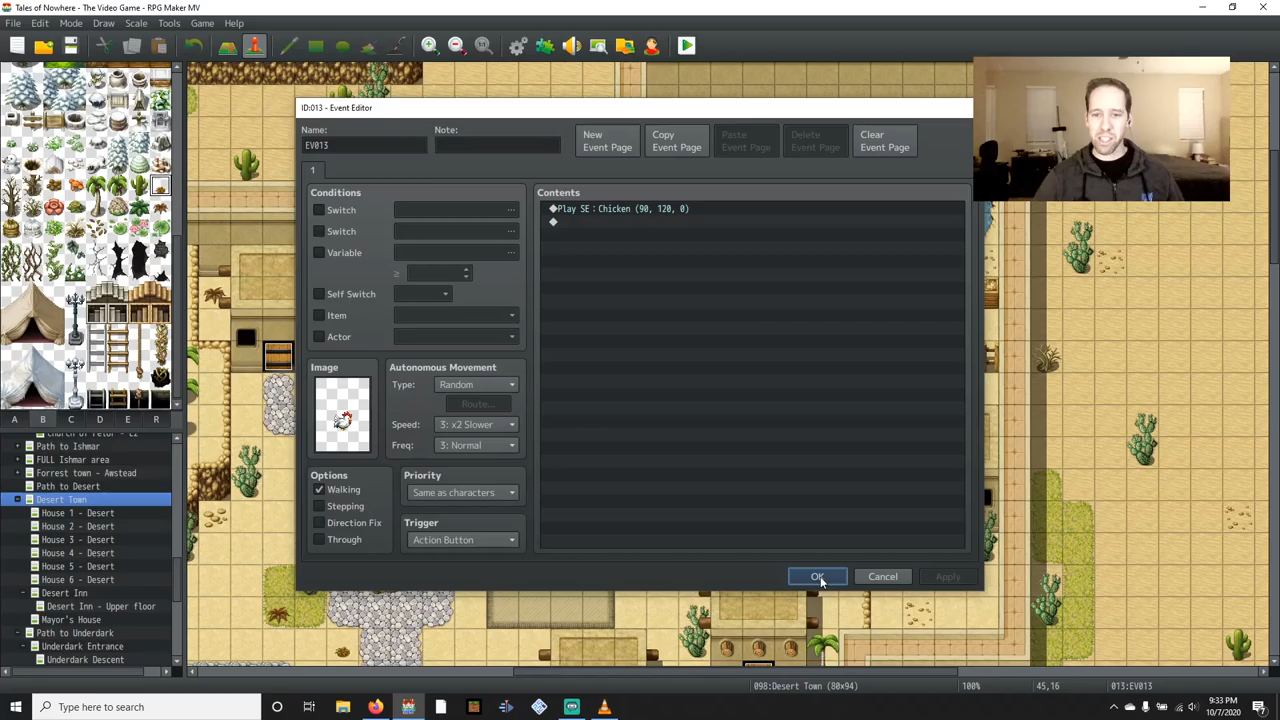 Tales of Nowhere - The Video Game - RPG Maker MV
File Edit Mode Draw Scale Tools Game Help
ID:013 - Event Editor
Name:
Note:
EV013
New Event Page
Copy Event Page
Paste Event Page
Delete Event Page
Clear Event Page
1
Conditions
Switch ...
Switch ...
Variable ...
≥
Self Switch
Item
Actor
Image
Autonomous Movement
Type: Random
Route...
Speed: 3: x2 Slower
Freq: 3: Normal
Options
Walking
Stepping
Direction Fix
Through
Priority
Same as characters
Trigger
Action Button
Contents
◆Play SE：Chicken (90, 120, 0)
◆
OK Cancel Apply
A B C D E R
Path to Ishmar
FULL Ishmar area
Forrest town - Awstead
Path to Desert
Desert Town
House 1 - Desert
House 2 - Desert
House 3 - Desert
House 4 - Desert
House 5 - Desert
House 6 - Desert
Desert Inn
Desert Inn - Upper floor
Mayor's House
Path to Underdark
Underdark Entrance
Underdark Descent
098:Desert Town (80x94) 100% 45,16 013:EV013
Type here to search
9:33 PM
10/7/2020